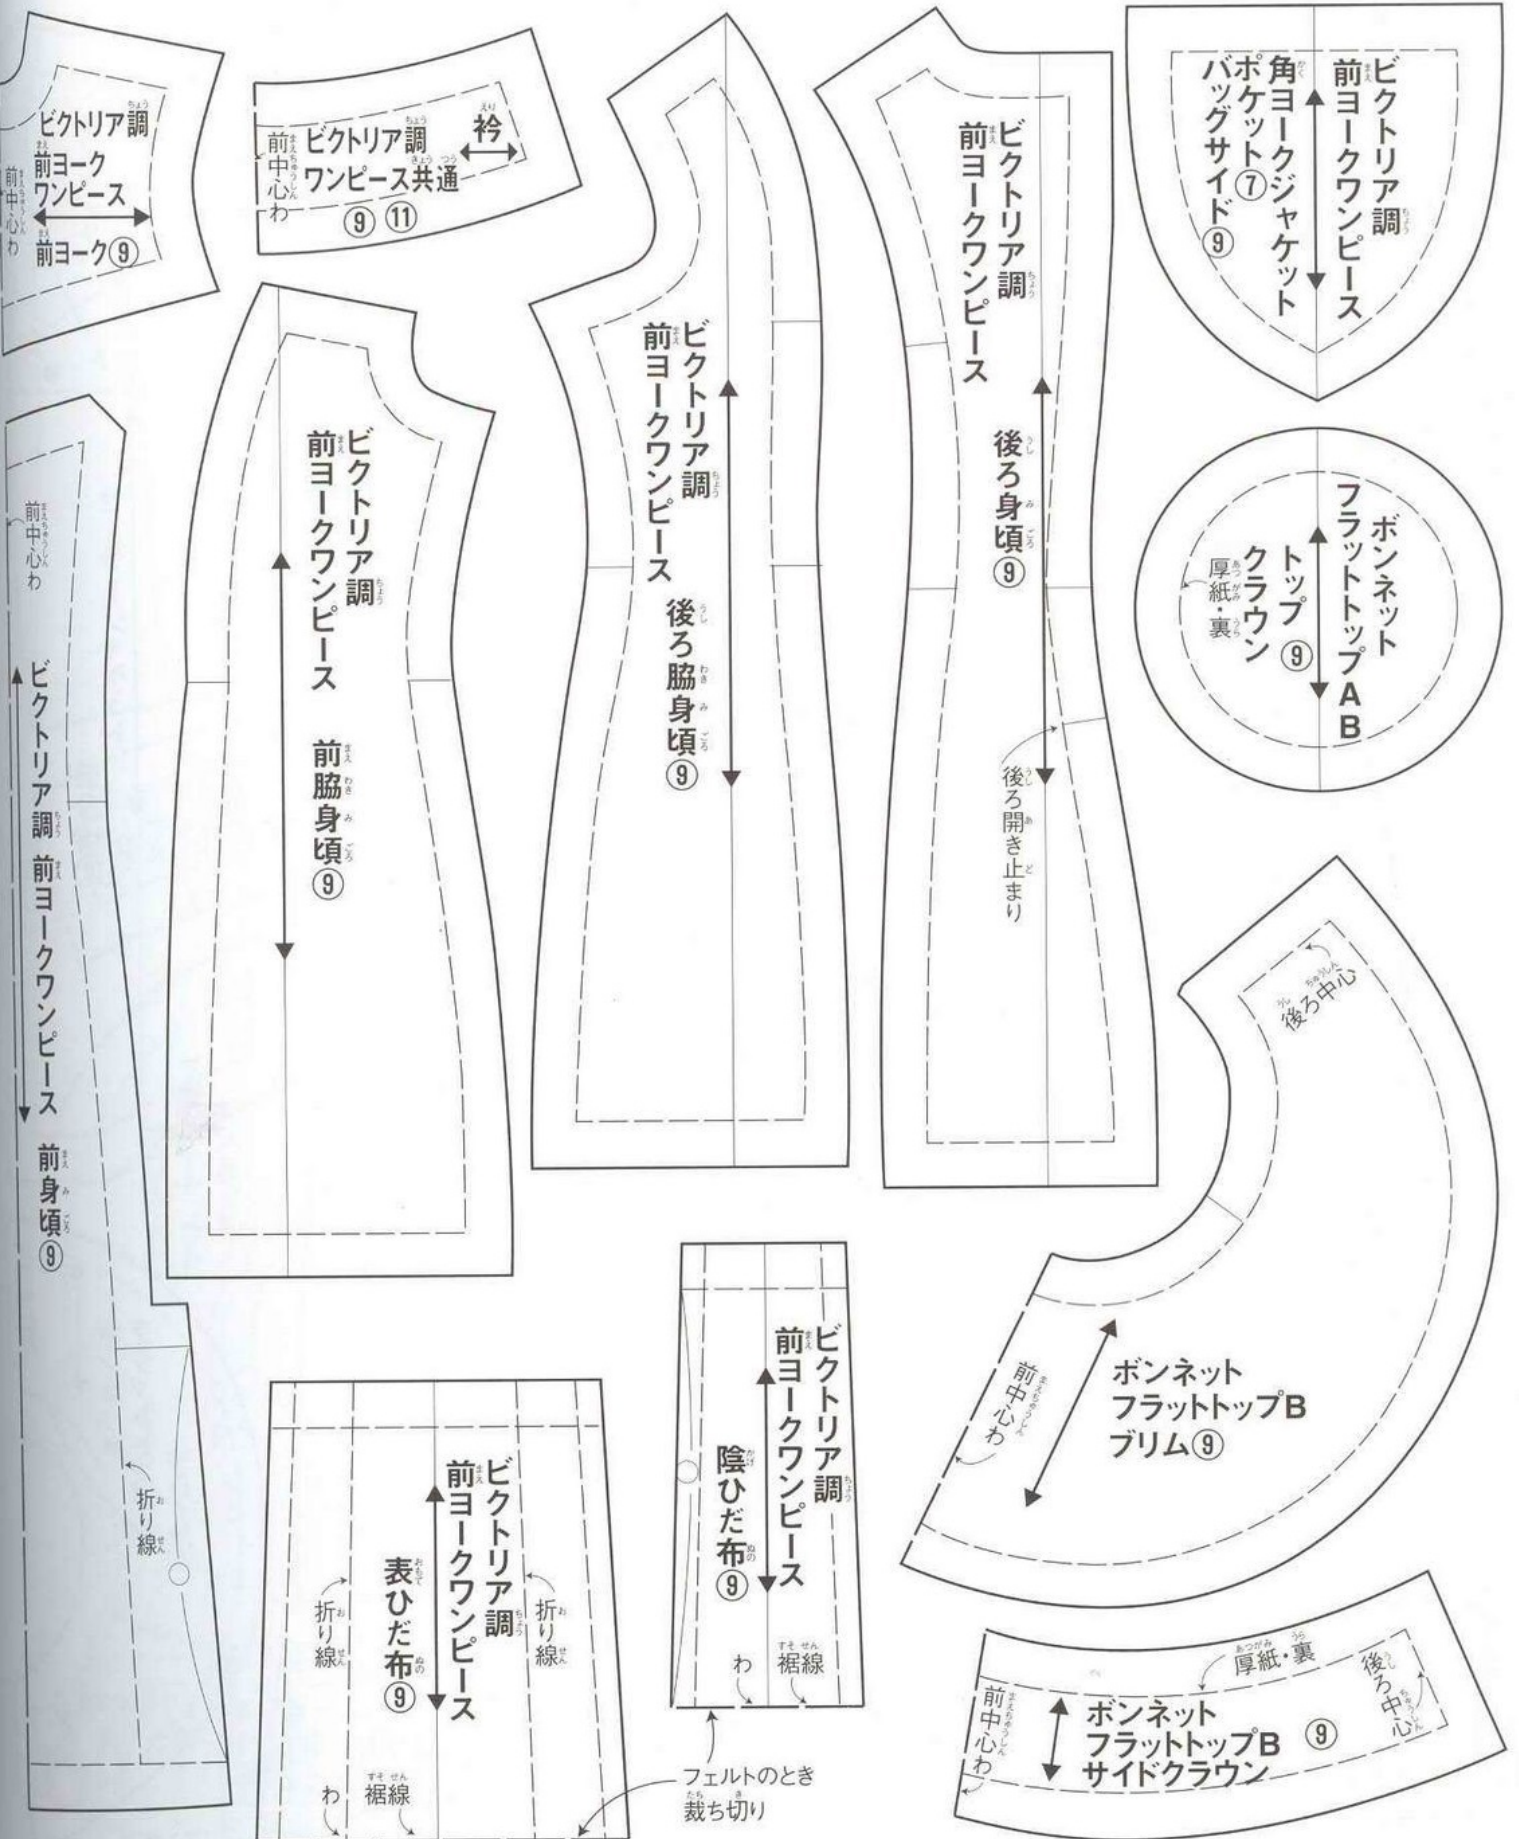 ビクトリア調
前ヨーク
ワンピース
前ヨーク⑨
前中心わ
ビクトリア調
ワンピース共通
⑨ ⑪
衿
前中心わ
ビクトリア調
前ヨークワンピース
後ろ脇身頃⑨
ビクトリア調
前ヨークワンピース
後ろ身頃⑨
後ろ開き止まり
ビクトリア調
前ヨークワンピース
角ヨークジャケット
ポケット⑦
バッグサイド⑨
ビクトリア調
前ヨークワンピース
前脇身頃⑨
ボンネット
フラットトップAB
トップ⑨
クラウン
厚紙・裏
前中心わ
ビクトリア調
前ヨークワンピース
前身頃⑨
折り線
後ろ中心
前中心わ
ボンネット
フラットトップB
ブリム⑨
ビクトリア調
前ヨークワンピース
陰ひだ布⑨
わ
裾線
ビクトリア調
前ヨークワンピース
表ひだ布⑨
折り線
折り線
わ
裾線
フェルトのとき
裁ち切り
厚紙・裏
後ろ中心
前中心わ
ボンネット
フラットトップB
サイドクラウン
⑨